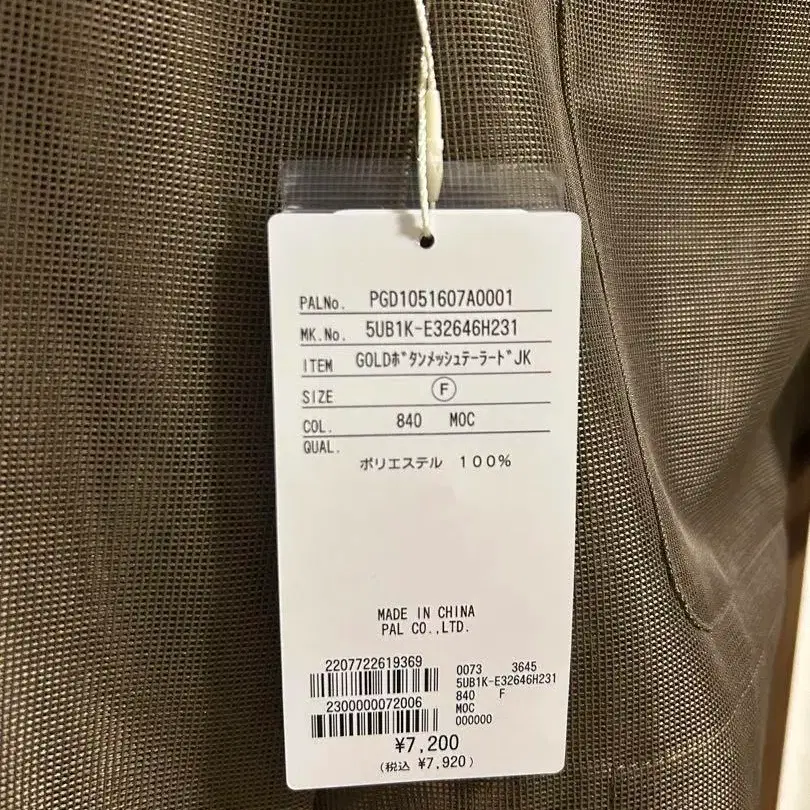 PALNo. PGD1051607A0001
MK.No. 5UB1K-E32646H231
ITEM GOLDﾎﾞﾀﾝﾒｯｼｭﾃｰﾗｰﾄﾞJK
SIZE F
COL. 840 MOC
QUAL.
ポリエステル 100%
MADE IN CHINA
PAL CO.,LTD.
2207722619369
2300000072006
0073 3645
5UB1K-E32646H231
840 F
MOC
000000
¥7,200
(税込 ¥7,920)